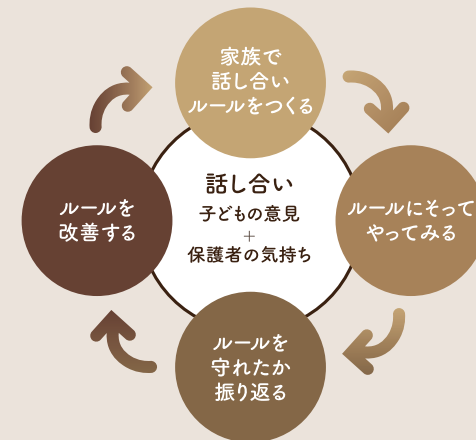 家族で
話し合い
ルールをつくる
話し合い
子どもの意見
+
保護者の気持ち
ルールにそって
やってみる
ルールを
守れたか
振り返る
ルールを
改善する